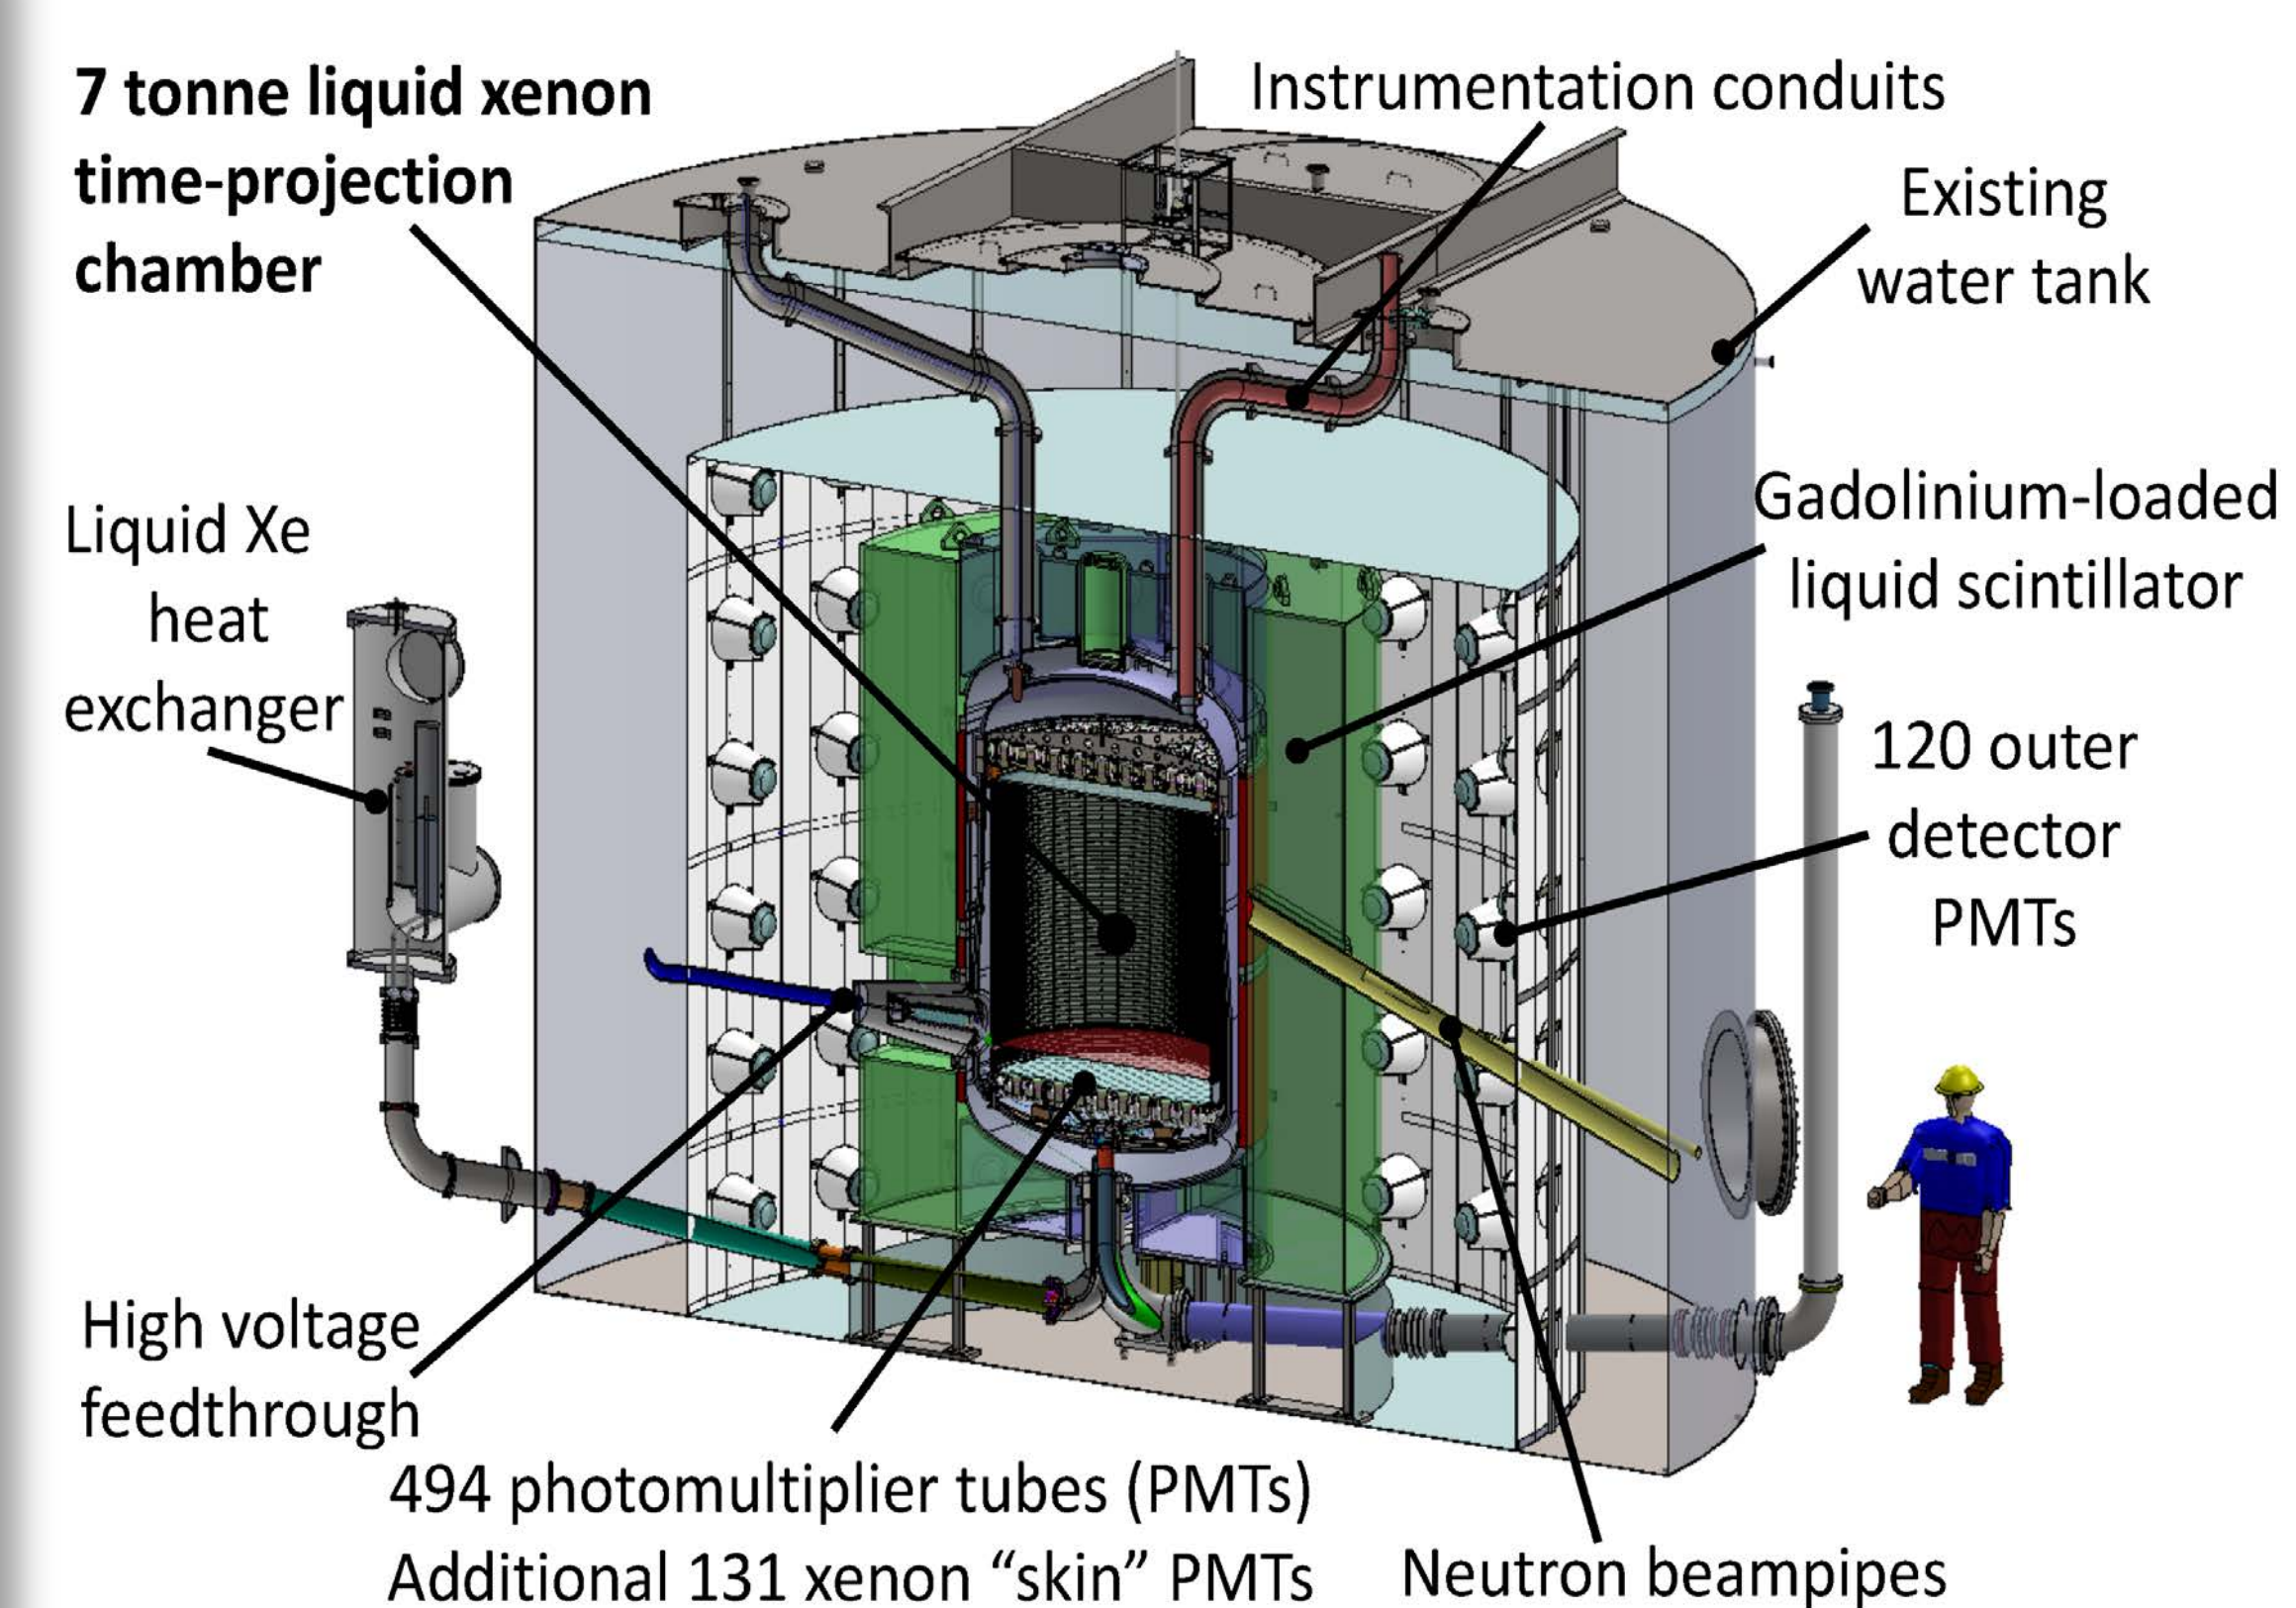 7 tonne liquid xenon
time-projection
chamber
Instrumentation conduits
Existing
water tank
Liquid Xe
heat
exchanger
Gadolinium-loaded
liquid scintillator
120 outer
detector
PMTs
High voltage
feedthrough
494 photomultiplier tubes (PMTs)
Additional 131 xenon “skin” PMTs
Neutron beampipes